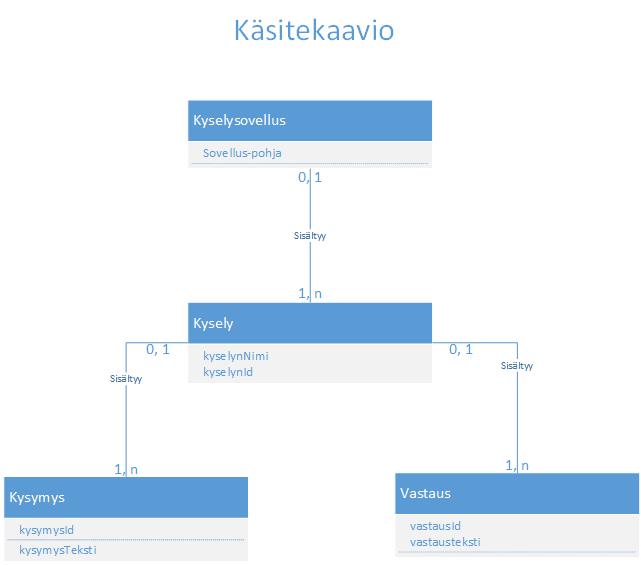 Käsitekaavio
Kyselysovellus
Sovellus-pohja
0, 1
Sisältyy
1, n
Kysely
kyselynNimi
kyselynId
0, 1
0, 1
Sisältyy
Sisältyy
1, n
1, n
Kysymys
kysymysId
kysymysTeksti
Vastaus
vastausId
vastausteksti